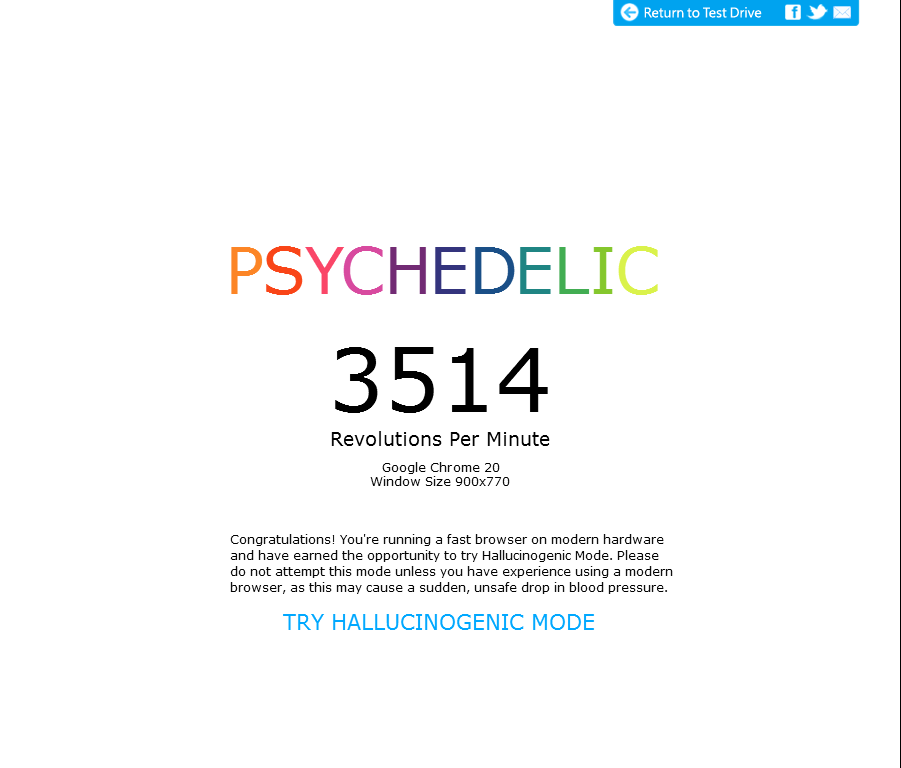 Return to Test Drive
PSYCHEDELIC
3514
Revolutions Per Minute
Google Chrome 20
Window Size 900x770
Congratulations! You're running a fast browser on modern hardware
and have earned the opportunity to try Hallucinogenic Mode. Please
do not attempt this mode unless you have experience using a modern
browser, as this may cause a sudden, unsafe drop in blood pressure.
TRY HALLUCINOGENIC MODE